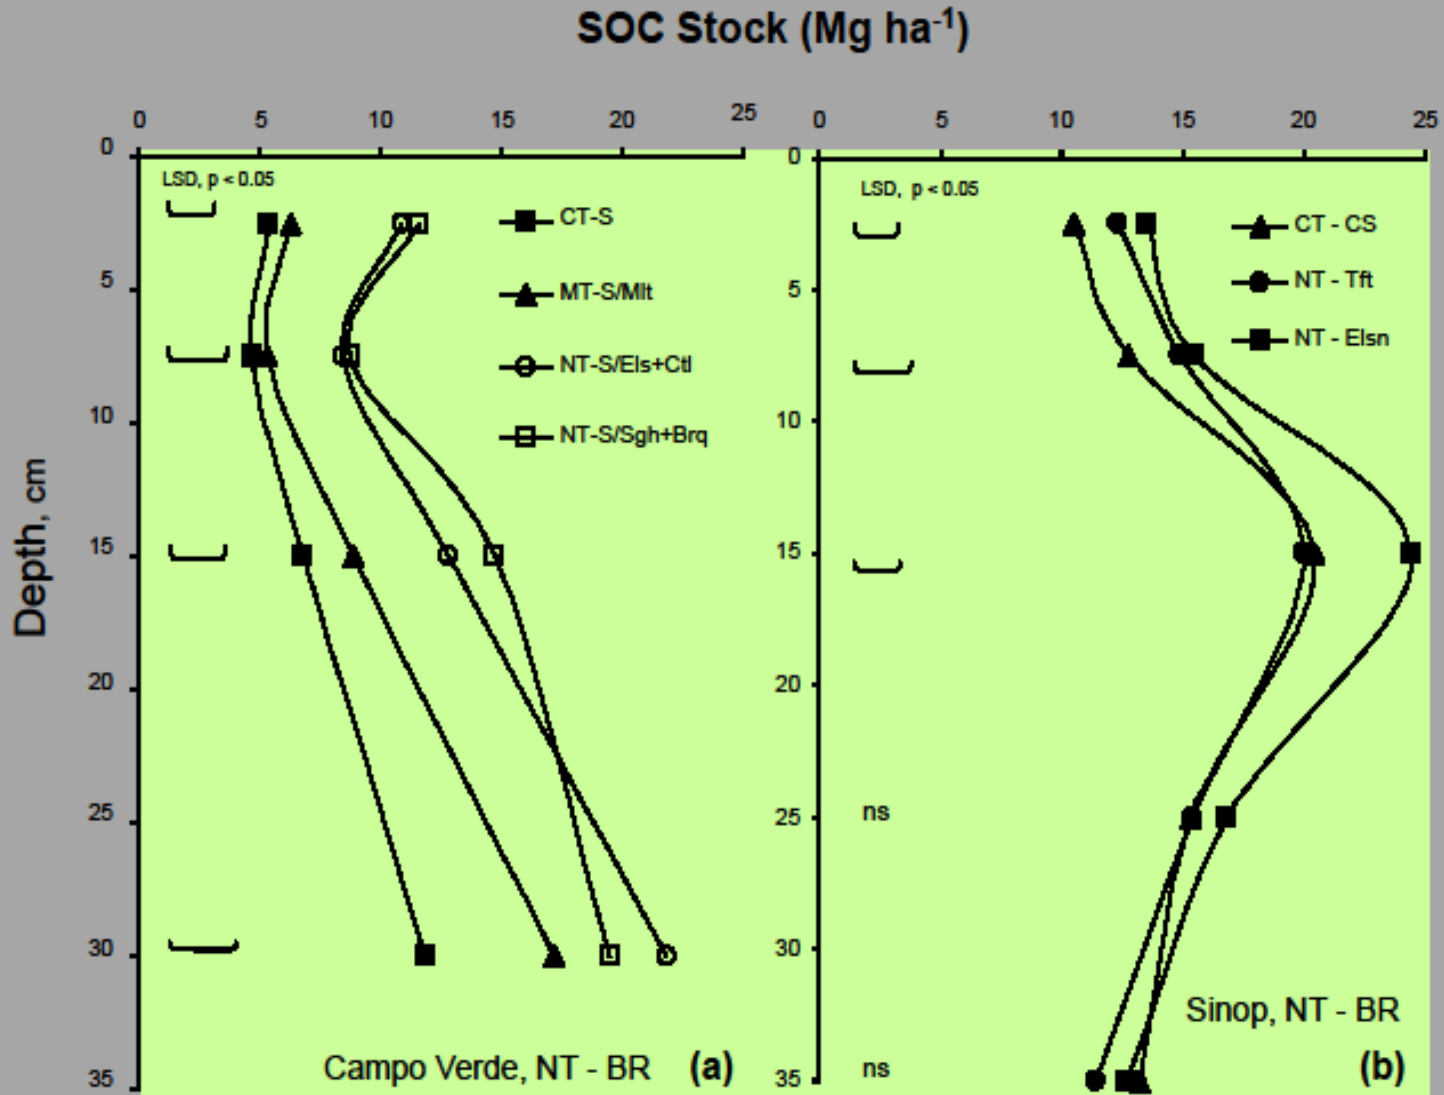 SOC Stock (Mg ha⁻¹)
0 5 10 15 20 25
0 5 10 15 20 25
Depth, cm
0
5
10
15
20
25
30
35
LSD, p < 0.05
CT-S
MT-S/Mlt
NT-S/Els+Ctl
NT-S/Sgh+Brq
Campo Verde, NT - BR (a)
0
5
10
15
20
25
30
35
LSD, p < 0.05
CT - CS
NT - Tft
NT - Elsn
ns
ns
Sinop, NT - BR
(b)